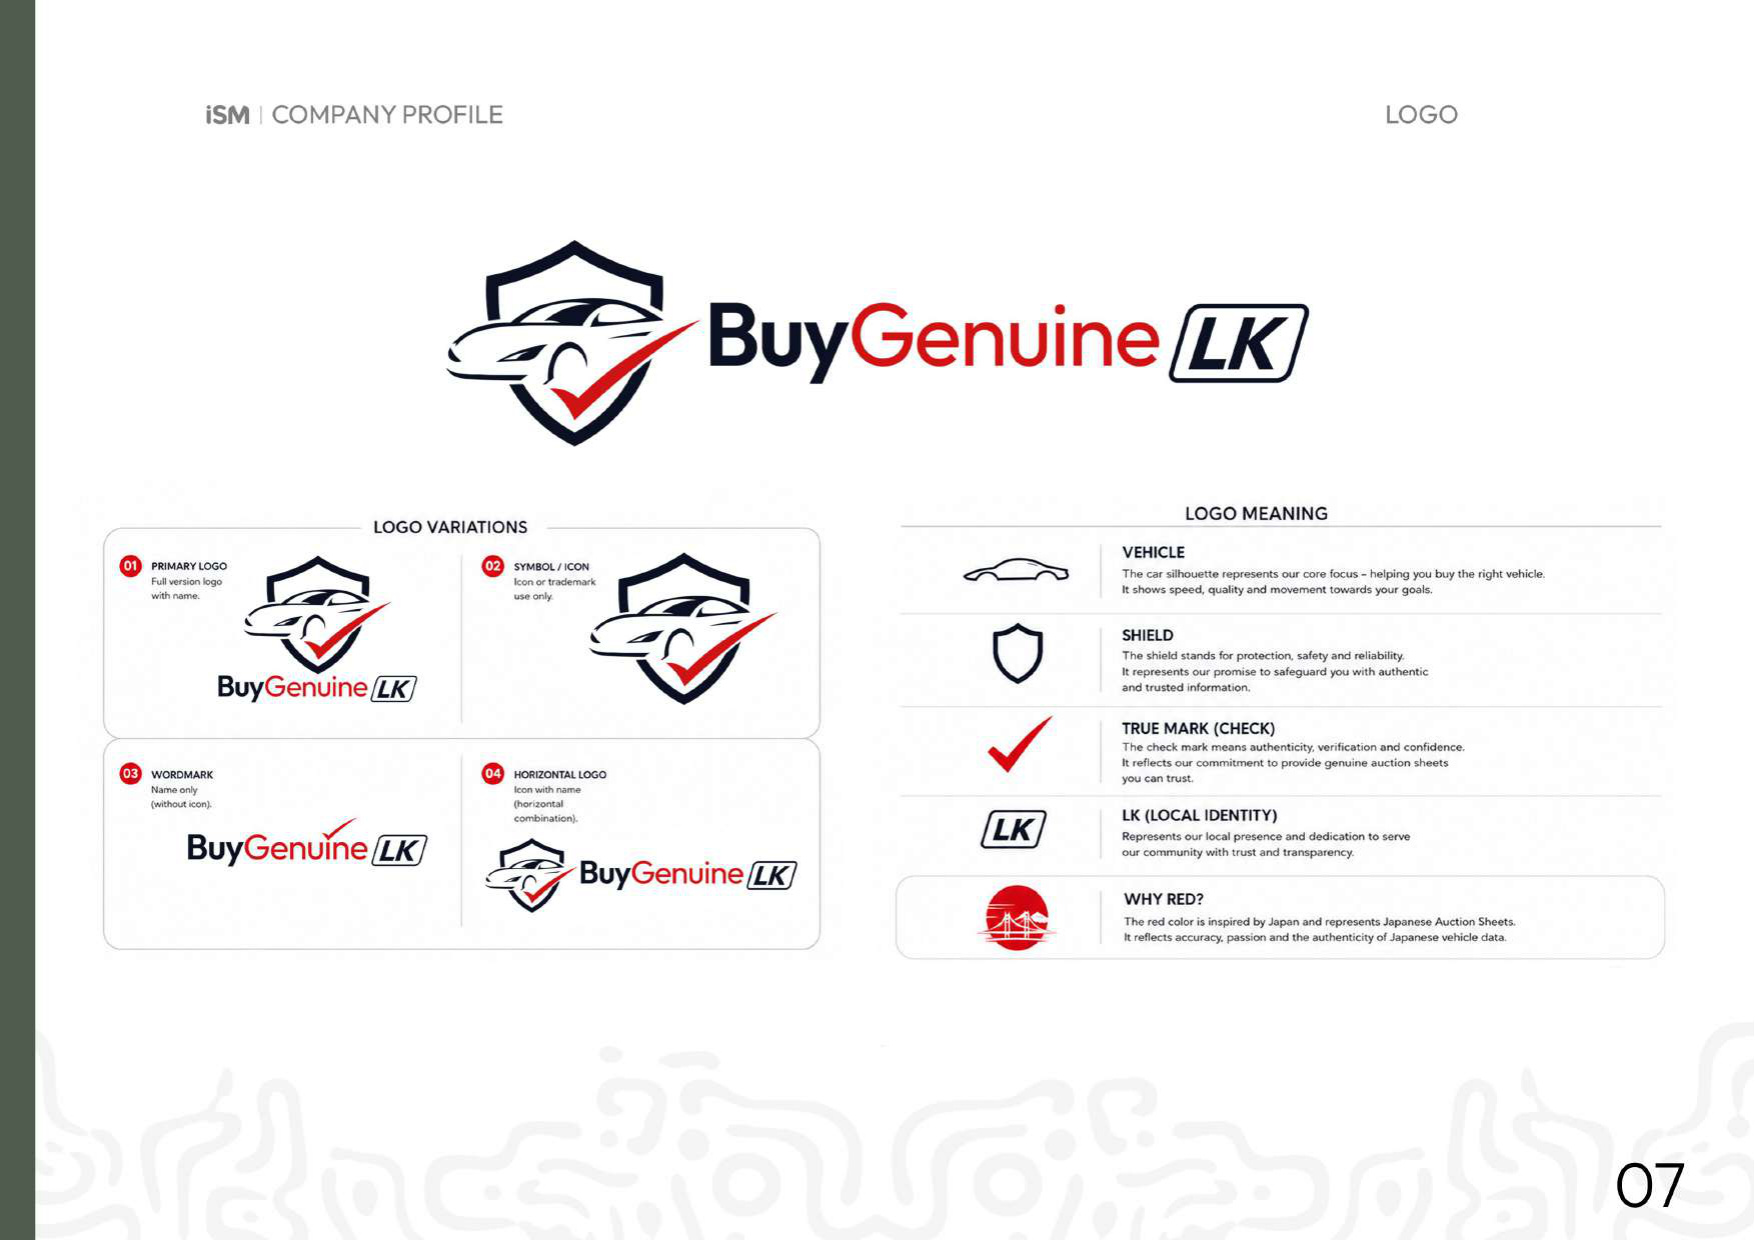 iSM | COMPANY PROFILE
LOGO
BuyGenuine LK
LOGO VARIATIONS
01 PRIMARY LOGO
Full version logo
with name.
BuyGenuine LK
02 SYMBOL / ICON
Icon or trademark
use only.
03 WORDMARK
Name only
(without icon).
BuyGenuine LK
04 HORIZONTAL LOGO
Icon with name
(horizontal
combination).
BuyGenuine LK
LOGO MEANING
VEHICLE
The car silhouette represents our core focus – helping you buy the right vehicle.
It shows speed, quality and movement towards your goals.
SHIELD
The shield stands for protection, safety and reliability.
It represents our promise to safeguard you with authentic
and trusted information.
TRUE MARK (CHECK)
The check mark means authenticity, verification and confidence.
It reflects our commitment to provide genuine auction sheets
you can trust.
LK
LK (LOCAL IDENTITY)
Represents our local presence and dedication to serve
our community with trust and transparency.
WHY RED?
The red color is inspired by Japan and represents Japanese Auction Sheets.
It reflects accuracy, passion and the authenticity of Japanese vehicle data.
07